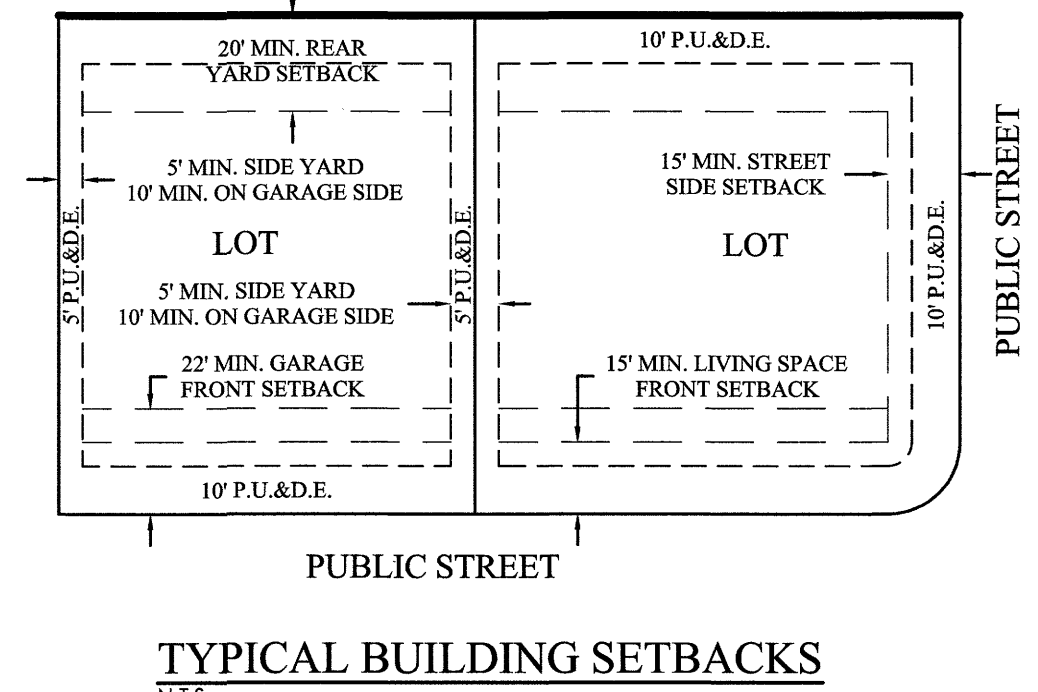 20' MIN. REAR
YARD SETBACK
10' P.U.&D.E.
5' MIN. SIDE YARD
10' MIN. ON GARAGE SIDE
15' MIN. STREET
SIDE SETBACK
PUBLIC STREET
5' P.U.&D.E.
LOT
5' P.U.&D.E.
LOT
10' P.U.&D.E.
5' MIN. SIDE YARD
10' MIN. ON GARAGE SIDE
22' MIN. GARAGE
FRONT SETBACK
15' MIN. LIVING SPACE
FRONT SETBACK
10' P.U.&D.E.
PUBLIC STREET
TYPICAL BUILDING SETBACKS